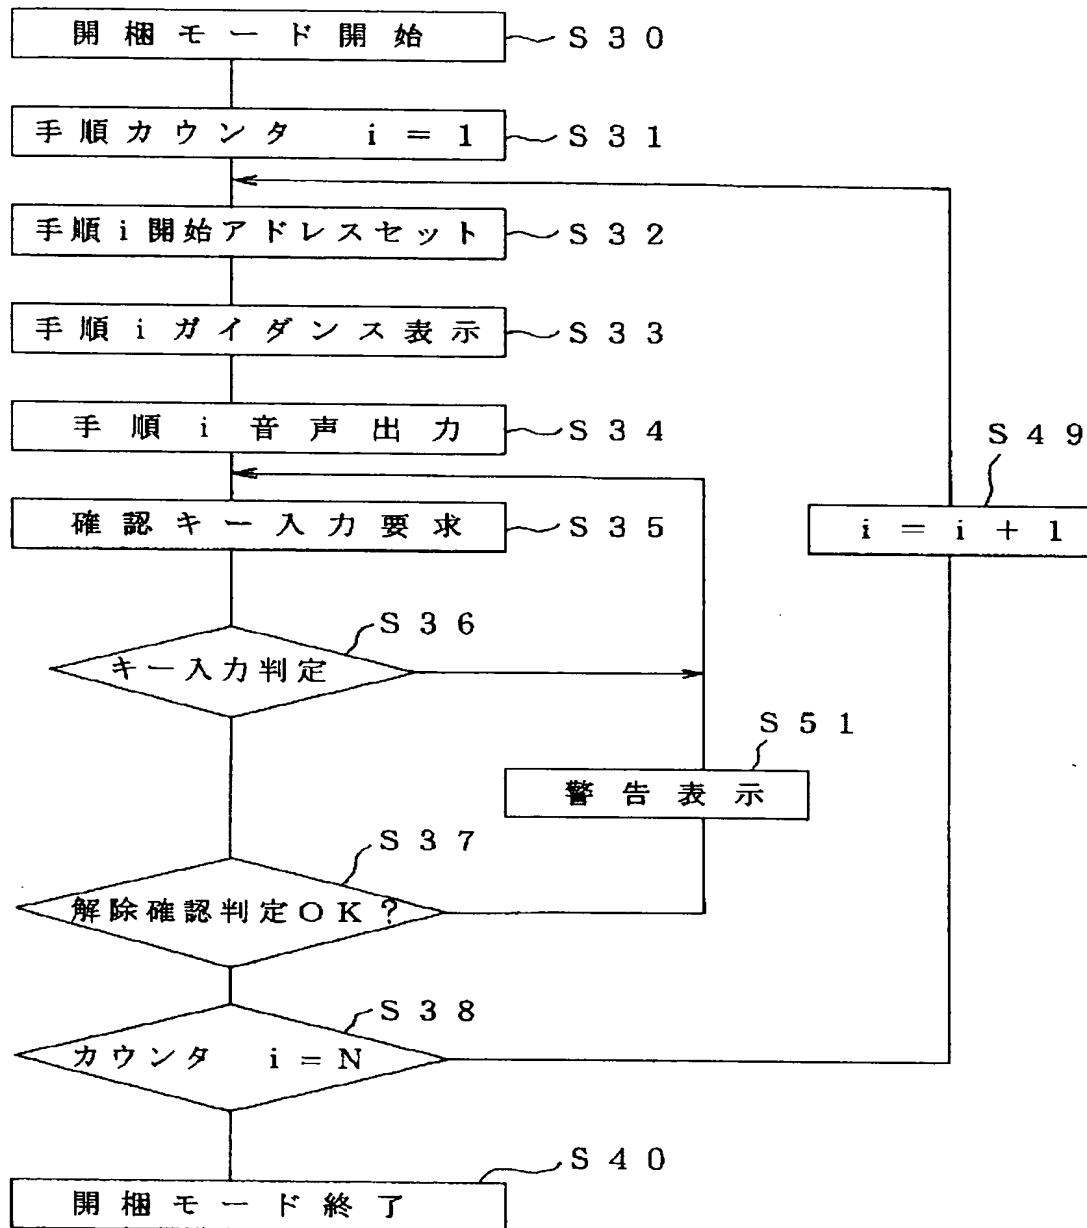 開梱モード開始 S30
手順カウンタ i=1 S31
手順i開始アドレスセット S32
手順iガイダンス表示 S33
手順i音声出力 S34
S49
確認キー入力要求 S35
i=i+1
S36
キー入力判定
S51
警告表示
S37
解除確認判定OK?
S38
カウンタ i=N
S40
開梱モード終了